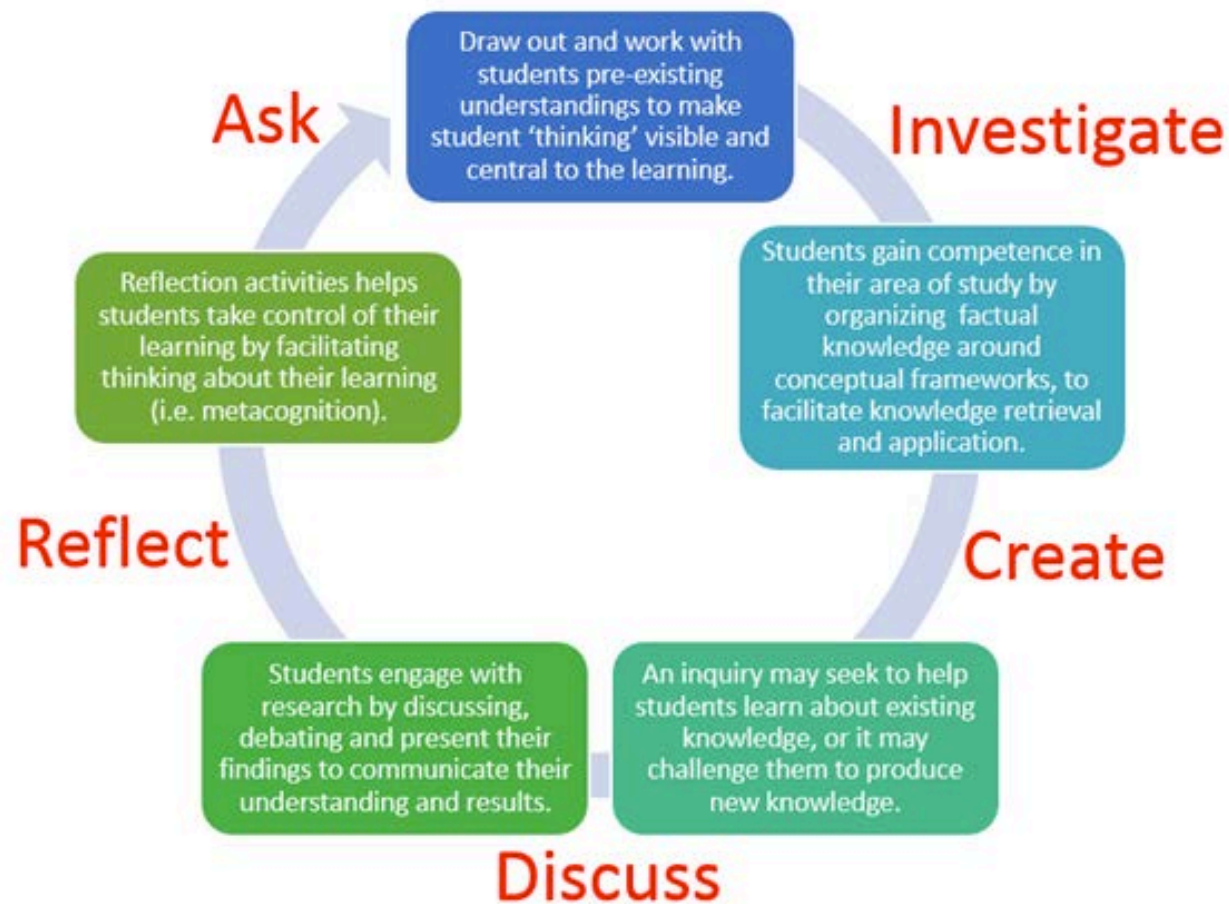 Ask
Draw out and work with
students pre-existing
understandings to make
student ‘thinking’ visible and
central to the learning.
Investigate
Students gain competence in
their area of study by
organizing factual
knowledge around
conceptual frameworks, to
facilitate knowledge retrieval
and application.
Create
An inquiry may seek to help
students learn about existing
knowledge, or it may
challenge them to produce
new knowledge.
Discuss
Students engage with
research by discussing,
debating and present their
findings to communicate their
understanding and results.
Reflect
Reflection activities helps
students take control of their
learning by facilitating
thinking about their learning
(i.e. metacognition).